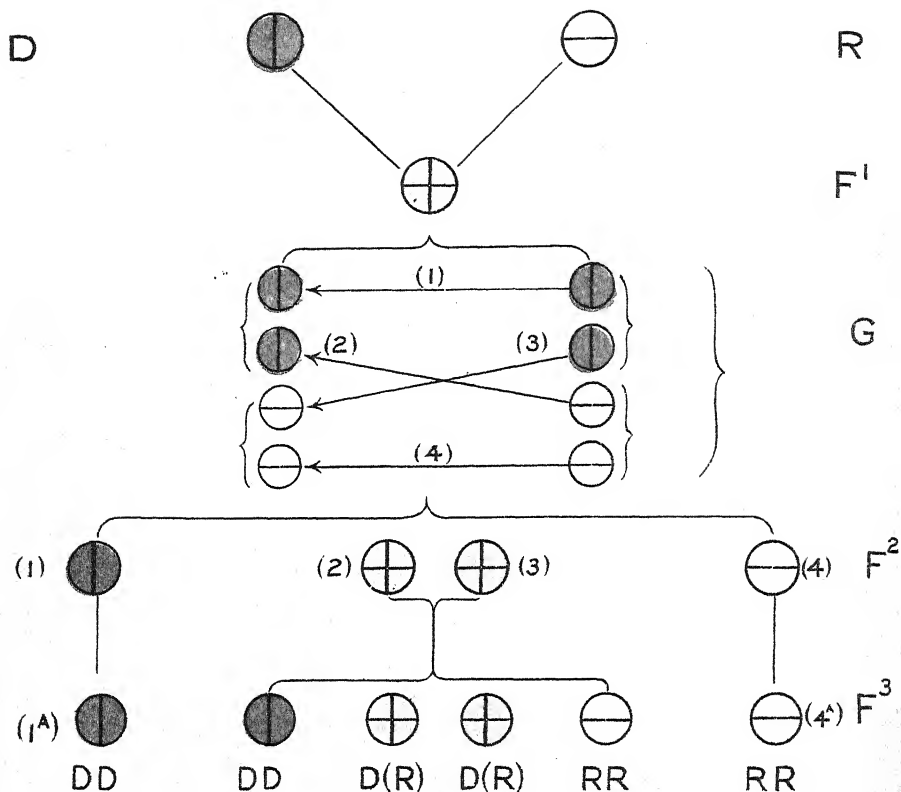 D R
F¹
(1)
(2) (3) G
(4)
(1) (2) (3) (4) F²
(1ᴬ) (4ᴬ) F³
DD DD D(R) D(R) RR RR